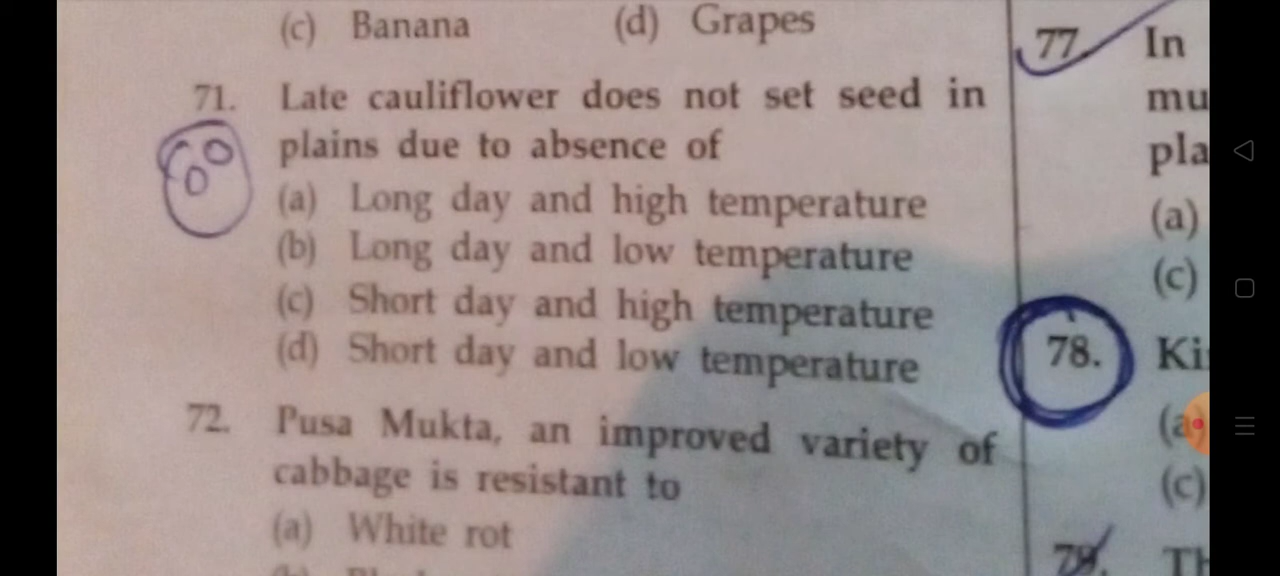 (c) Banana (d) Grapes
71. Late cauliflower does not set seed in
plains due to absence of
(a) Long day and high temperature
(b) Long day and low temperature
(c) Short day and high temperature
(d) Short day and low temperature
72. Pusa Mukta, an improved variety of
cabbage is resistant to
(a) White rot
77 In
mu
pla
(a)
(c)
78. Ki
(a)
(c)
79. Th